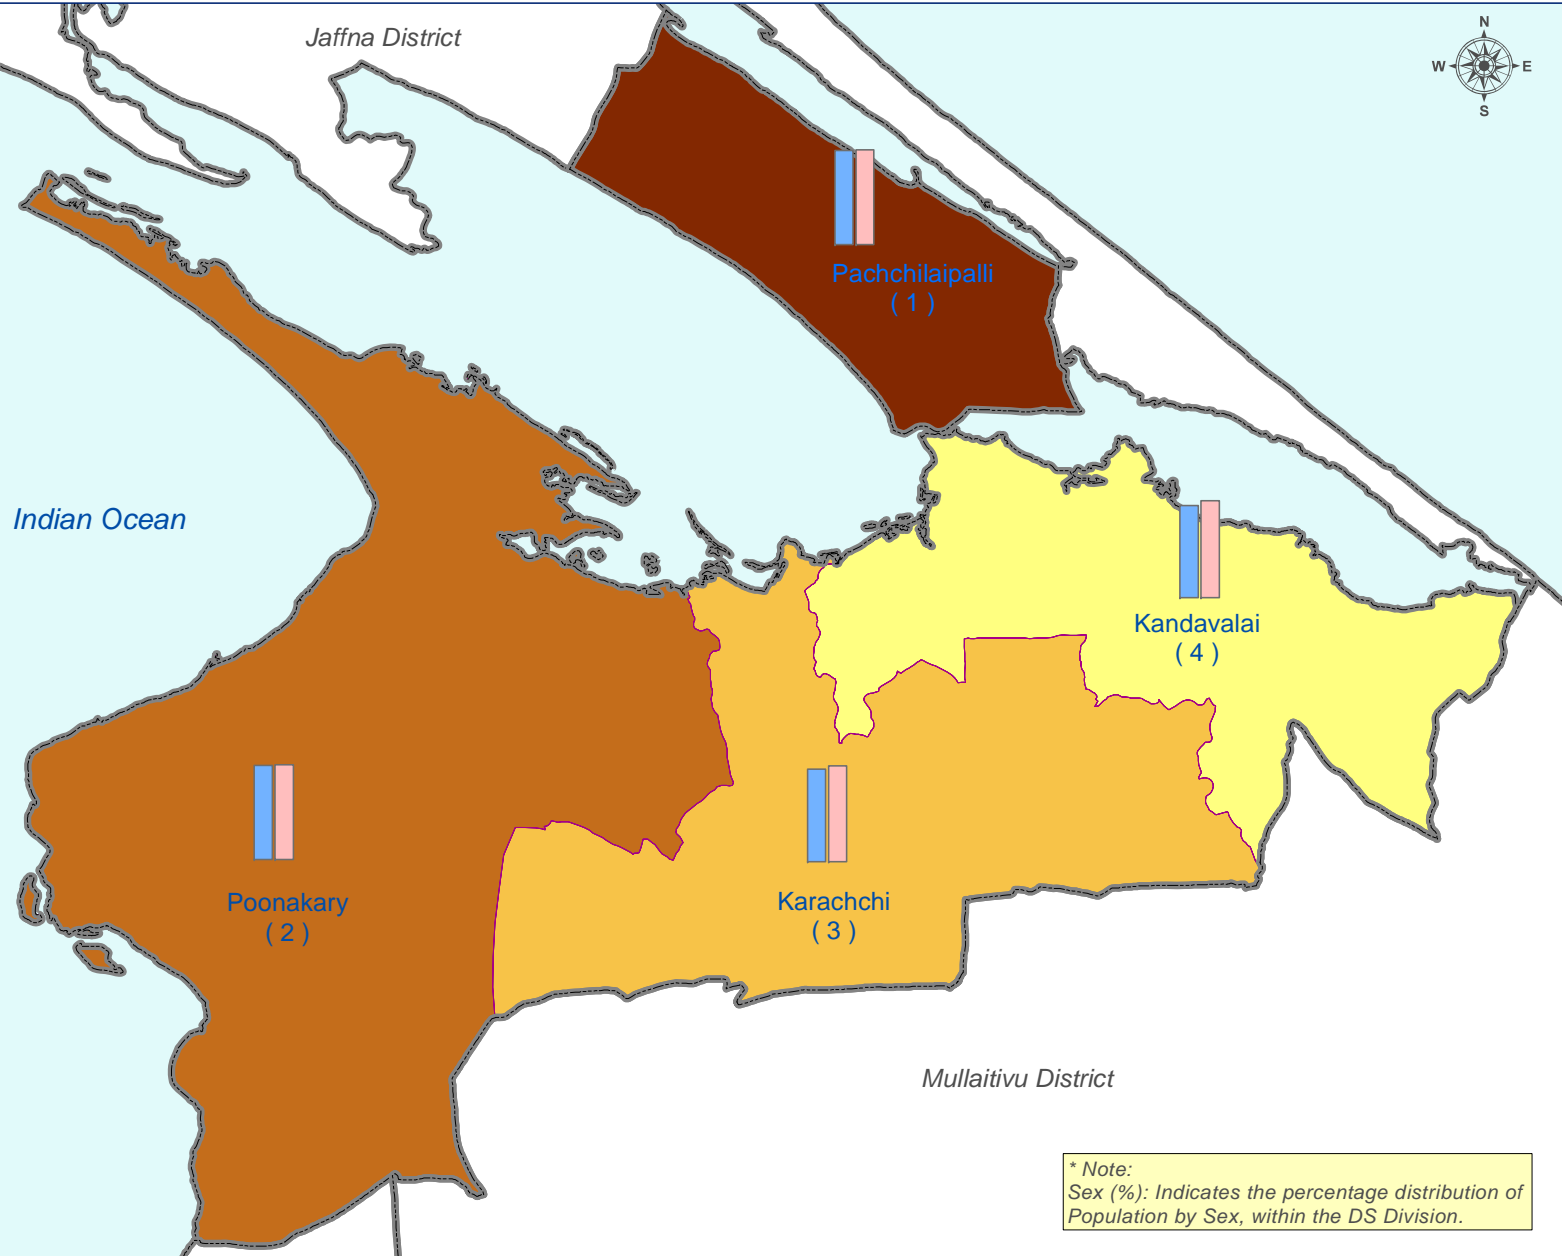 Jaffna District
N
W E
S
Pachchilaipalli
( 1 )
Indian Ocean
Kandavalai
( 4 )
Poonakary
( 2 )
Karachchi
( 3 )
Mullaitivu District
* Note:
Sex (%): Indicates the percentage distribution of
Population by Sex, within the DS Division.